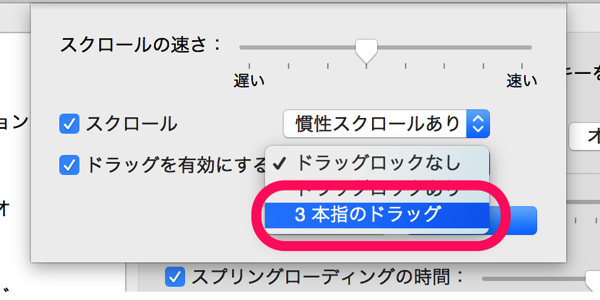 スクロールの速さ：
遅い
速い
キーを
ション
スクロール
慣性スクロールあり
ドラッグを有効にする
✓ ドラッグロックなし
ドラッグロックあり
3 本指のドラッグ
オ
スプリングローディングの時間：